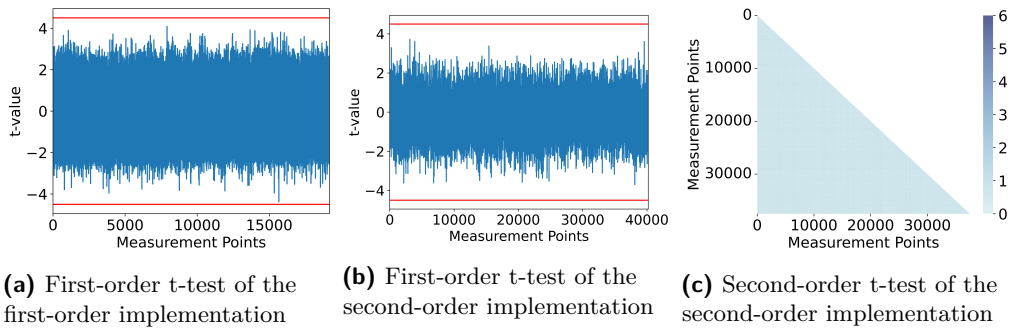 4
2
0
−2
−4
t-value
0
5000
10000
15000
Measurement Points
(a) First-order t-test of the
first-order implementation
4
2
0
−2
−4
t-value
0
10000
20000
30000
40000
Measurement Points
(b) First-order t-test of the
second-order implementation
0
10000
20000
30000
Measurement Points
0
10000
20000
30000
Measurement Points
6
5
4
3
2
1
0
(c) Second-order t-test of the
second-order implementation